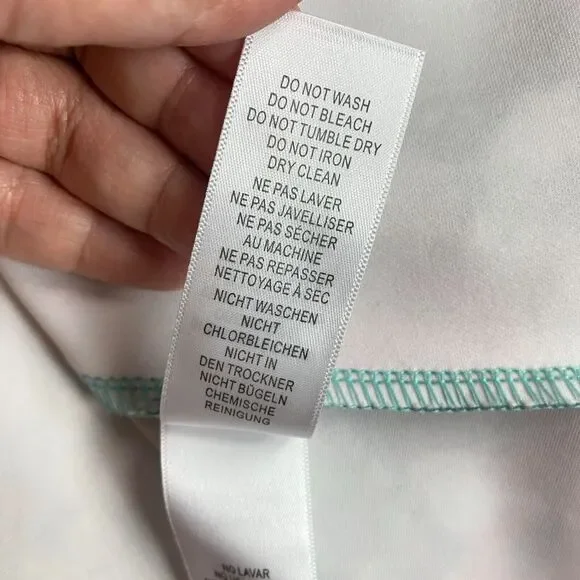 DO NOT WASH
DO NOT BLEACH
DO NOT TUMBLE DRY
DO NOT IRON
DRY CLEAN
NE PAS LAVER
NE PAS JAVELLISER
NE PAS SÉCHER
AU MACHINE
NE PAS REPASSER
NETTOYAGE À SEC
NICHT WASCHEN
NICHT
CHLORBLEICHEN
NICHT IN
DEN TROCKNER
NICHT BÜGELN
CHEMISCHE
REINIGUNG
NO LAVAR